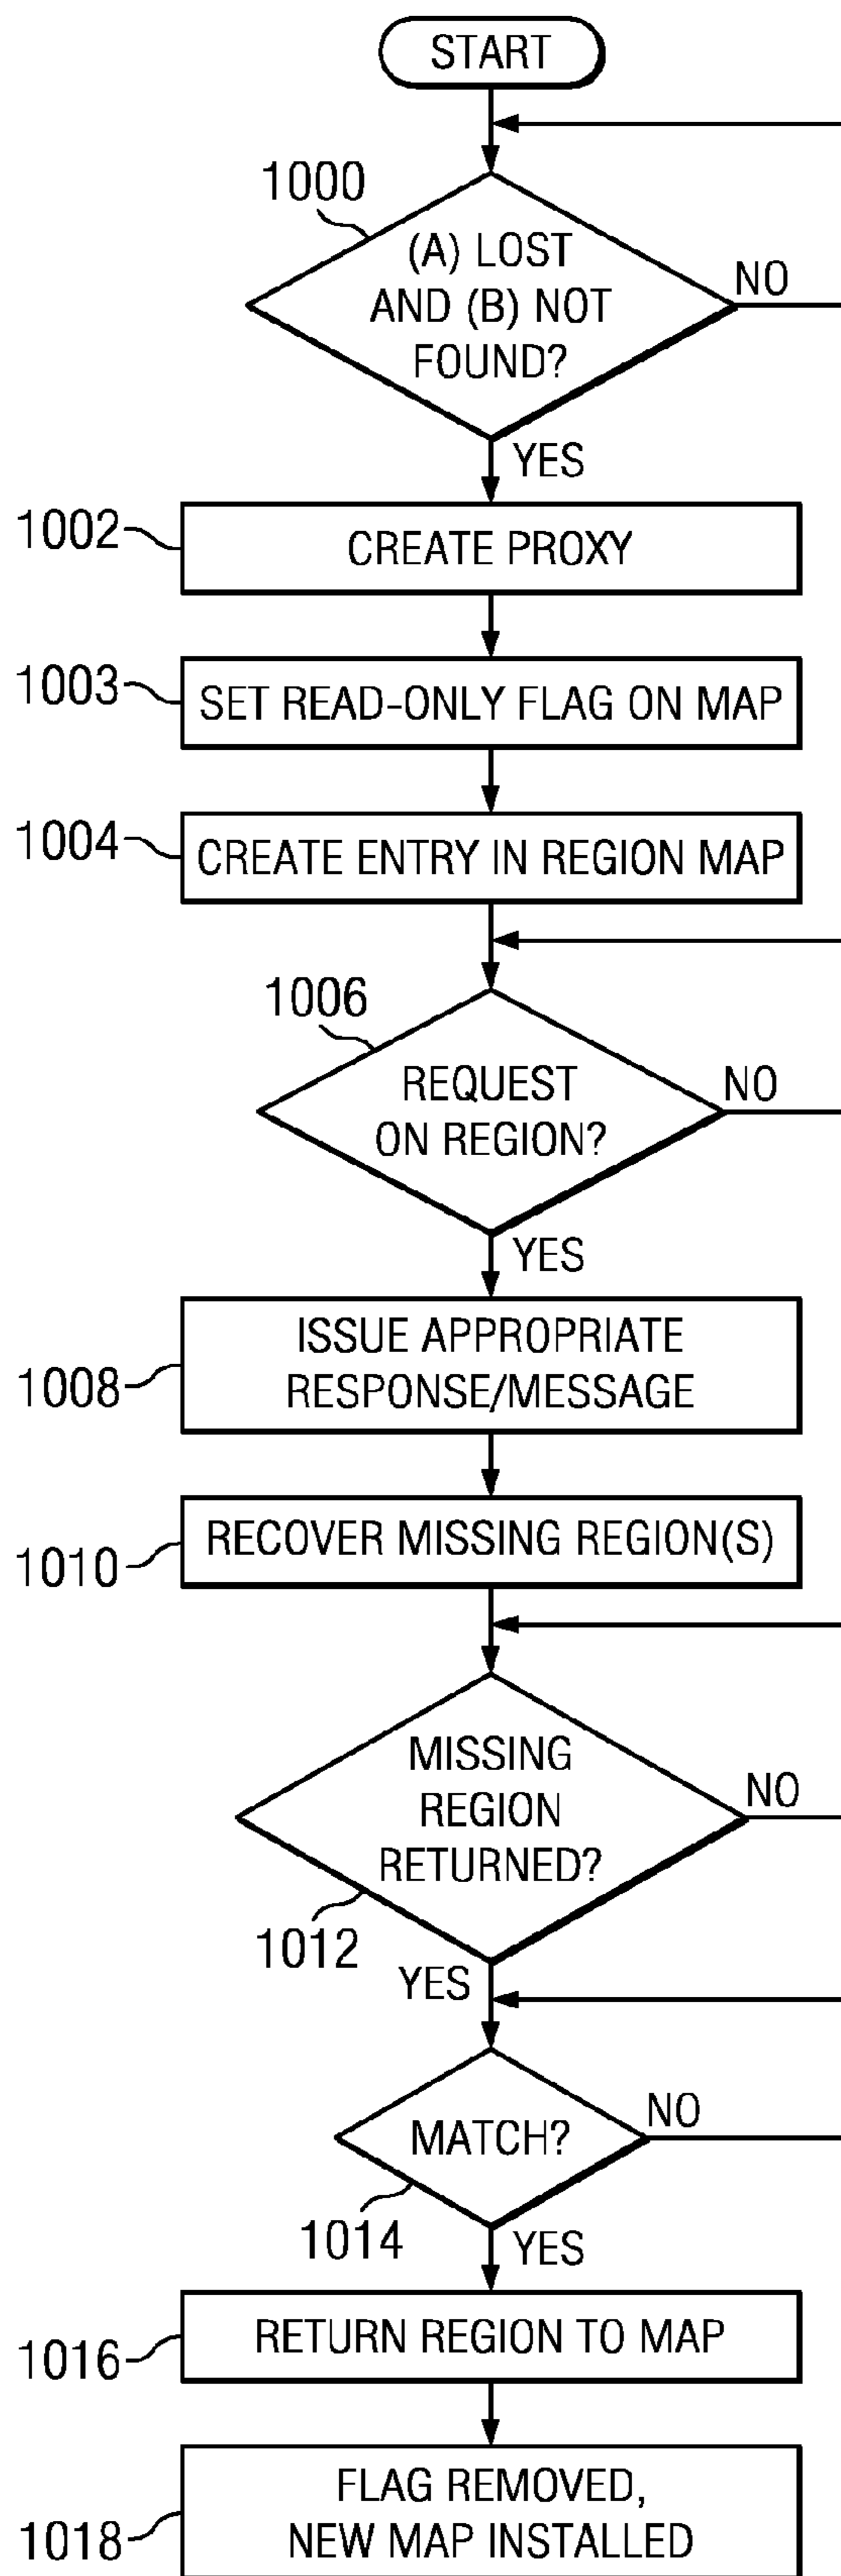 START
1000
(A) LOST
AND (B) NOT
FOUND?
NO
YES
1002
CREATE PROXY
1003
SET READ-ONLY FLAG ON MAP
1004
CREATE ENTRY IN REGION MAP
1006
REQUEST
ON REGION?
NO
YES
1008
ISSUE APPROPRIATE
RESPONSE/MESSAGE
1010
RECOVER MISSING REGION(S)
MISSING
REGION
RETURNED?
NO
1012
YES
MATCH?
NO
1014
YES
1016
RETURN REGION TO MAP
1018
FLAG REMOVED,
NEW MAP INSTALLED